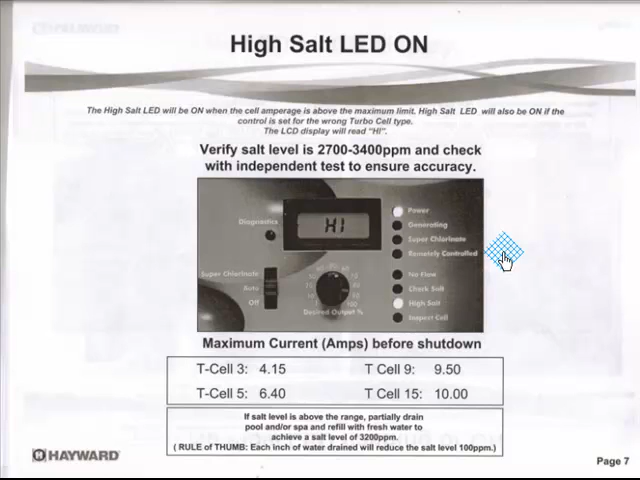 High Salt LED ON
The High Salt LED will be ON when the cell amperage is above the maximum limit. High Salt LED will also be ON if the
control is set for the wrong Turbo Cell type.
The LCD display will read "HI".
Verify salt level is 2700-3400ppm and check
with independent test to ensure accuracy.
Diagnostics
HI
Power
Generating
Super Chlorinate
Remotely Controlled
No Flow
Check Salt
High Salt
Inspect Cell
Super Chlorinate
Auto
Off
Desired Output %
Maximum Current (Amps) before shutdown
T-Cell 3: 4.15 T Cell 9: 9.50
T-Cell 5: 6.40 T Cell 15: 10.00
If salt level is above the range, partially drain
pool and/or spa and refill with fresh water to
achieve a salt level of 3200ppm.
( RULE of THUMB: Each inch of water drained will reduce the salt level 100ppm.)
HAYWARD
Page 7